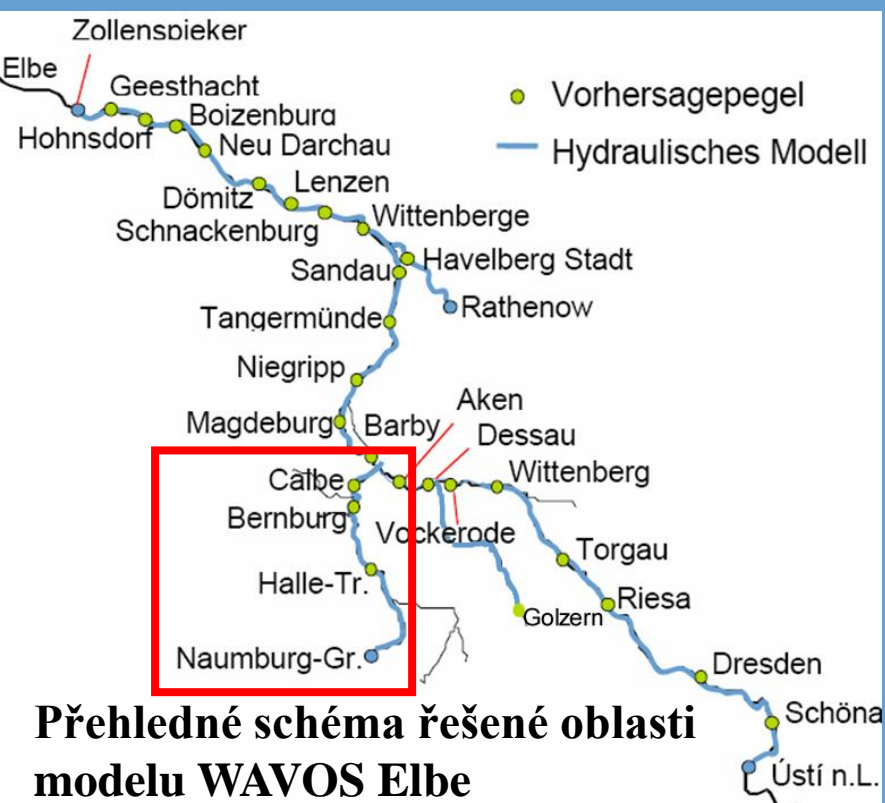 Zollenspieker
Elbe
Geesthacht
Vorhersagepegel
Boizenburg
Hohnsdorf
Neu Darchau
Hydraulisches Modell
Lenzen
Dömitz
Wittenberge
Schnackenburg
Havelberg Stadt
Sandau
Rathenow
Tangermünde
Niegripp
Aken
Magdeburg
Barby
Dessau
Calbe
Wittenberg
Bernburg
Vockerode
Torgau
Halle-Tr.
Riesa
Golzern
Naumburg-Gr.
Dresden
Schöna
Přehledné schéma řešené oblasti
modelu WAVOS Elbe
Ústí n.L.